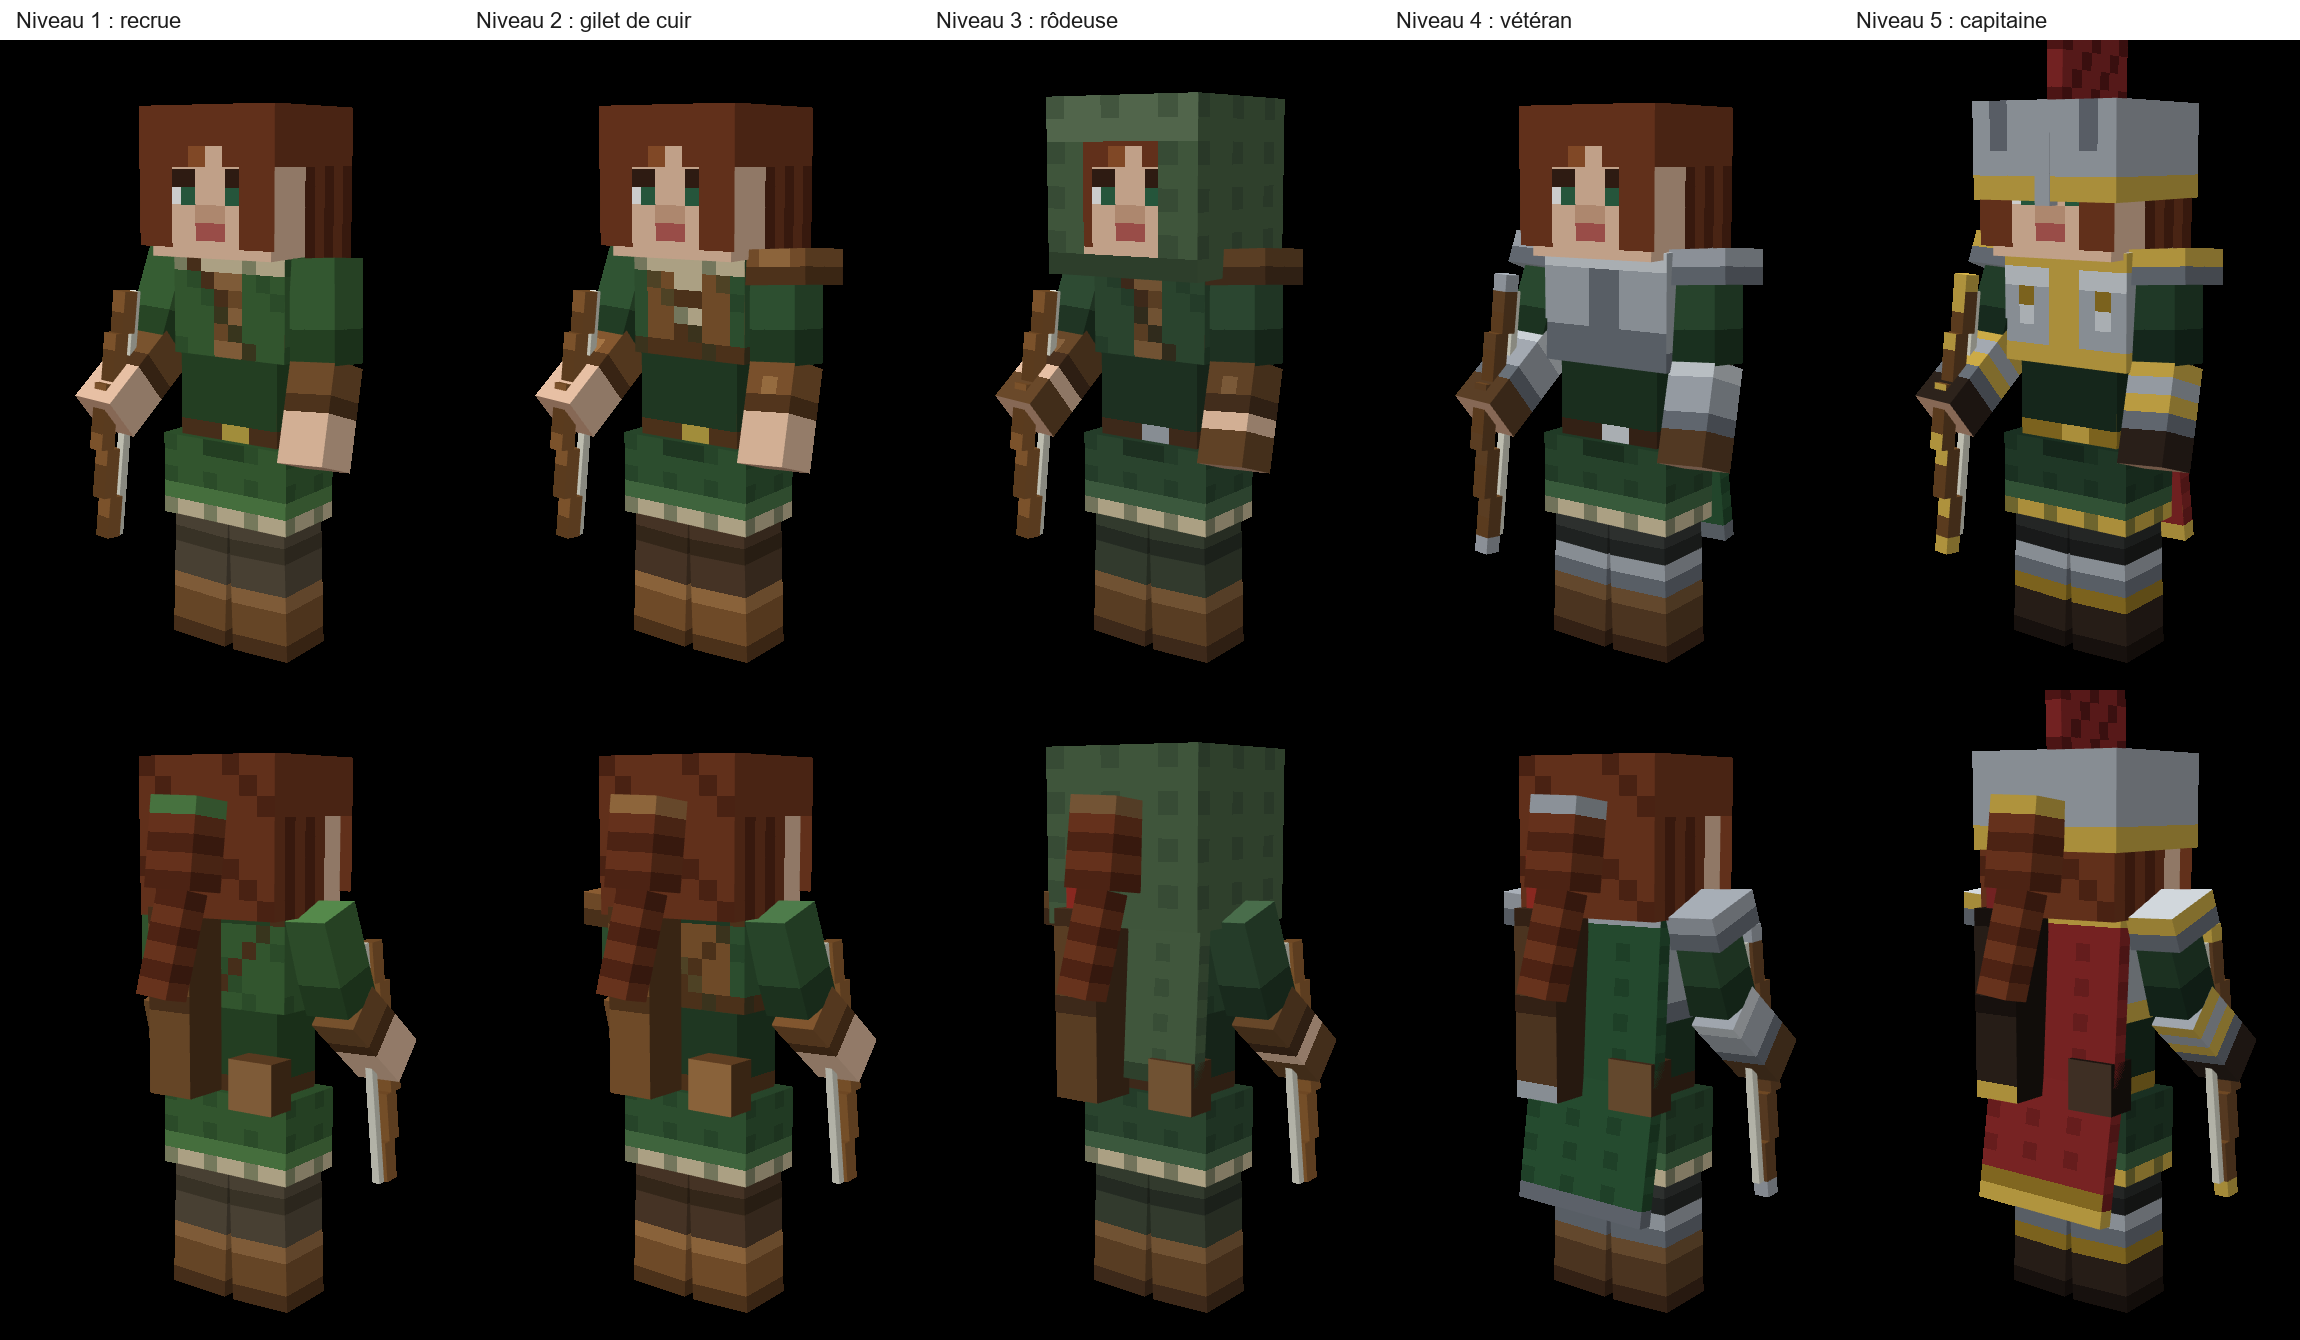 Niveau 1 : recrue
Niveau 2 : gilet de cuir
Niveau 3 : rôdeuse
Niveau 4 : vétéran
Niveau 5 : capitaine